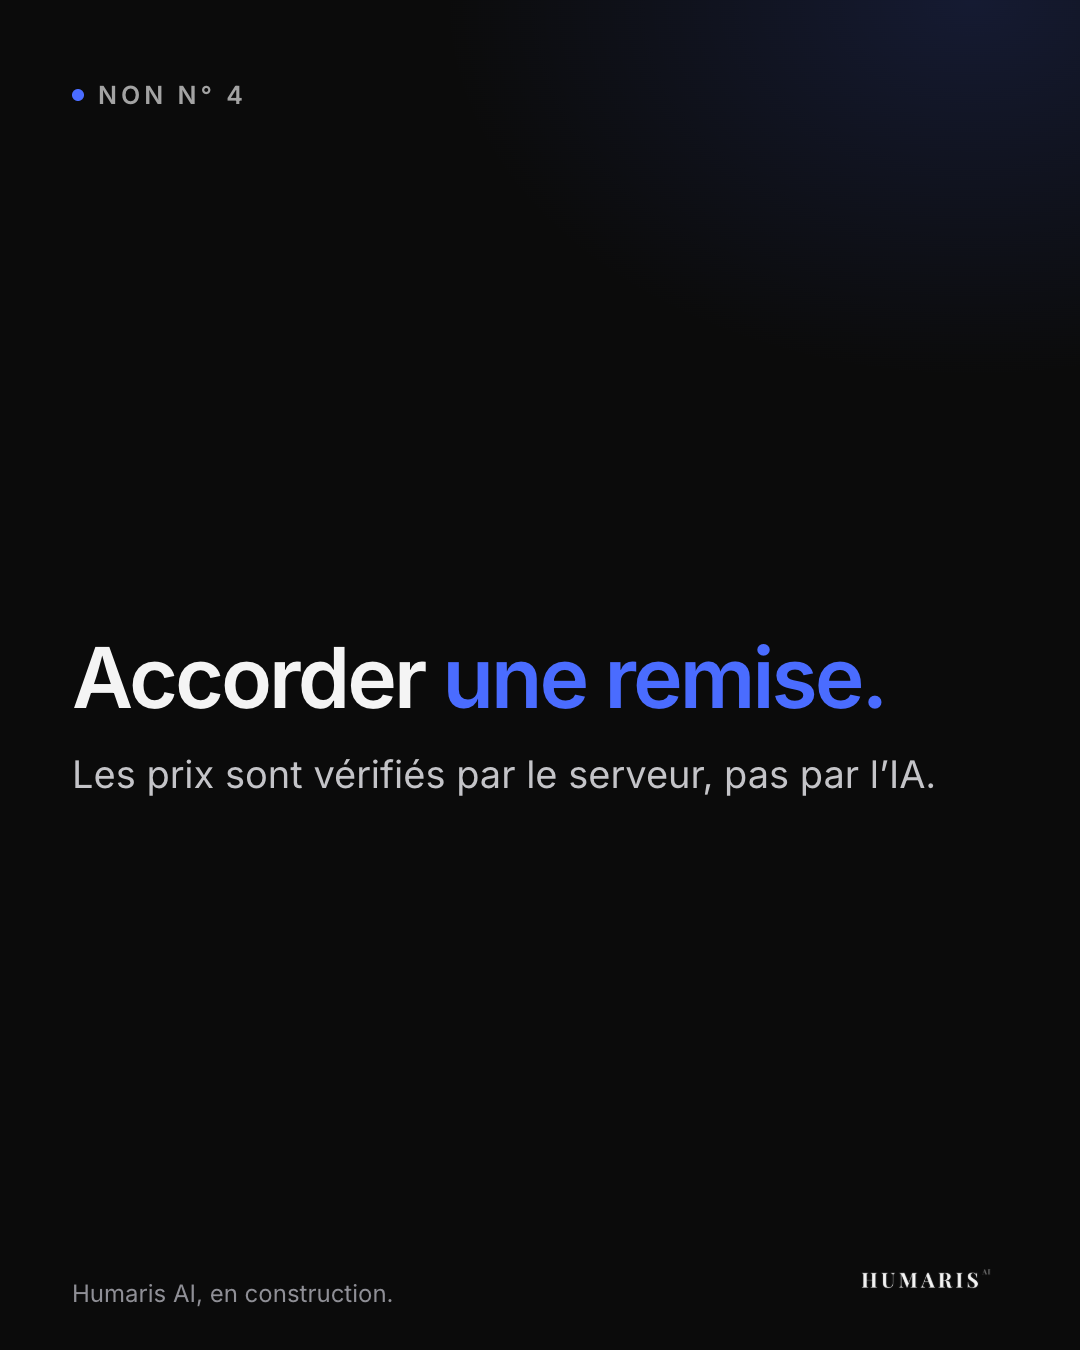 NON N° 4
Accorder une remise.
Les prix sont vérifiés par le serveur, pas par l’IA.
Humaris AI, en construction.
HUMARIS AI